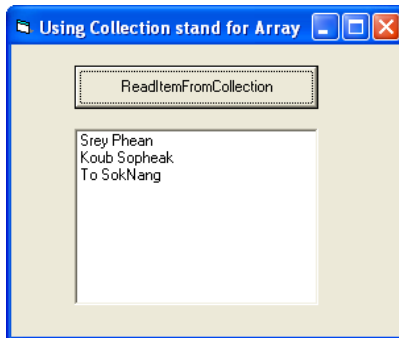 Using Collection stand for Array
ReadItemFromCollection
Srey Phean
Koub Sopheak
To SokNang